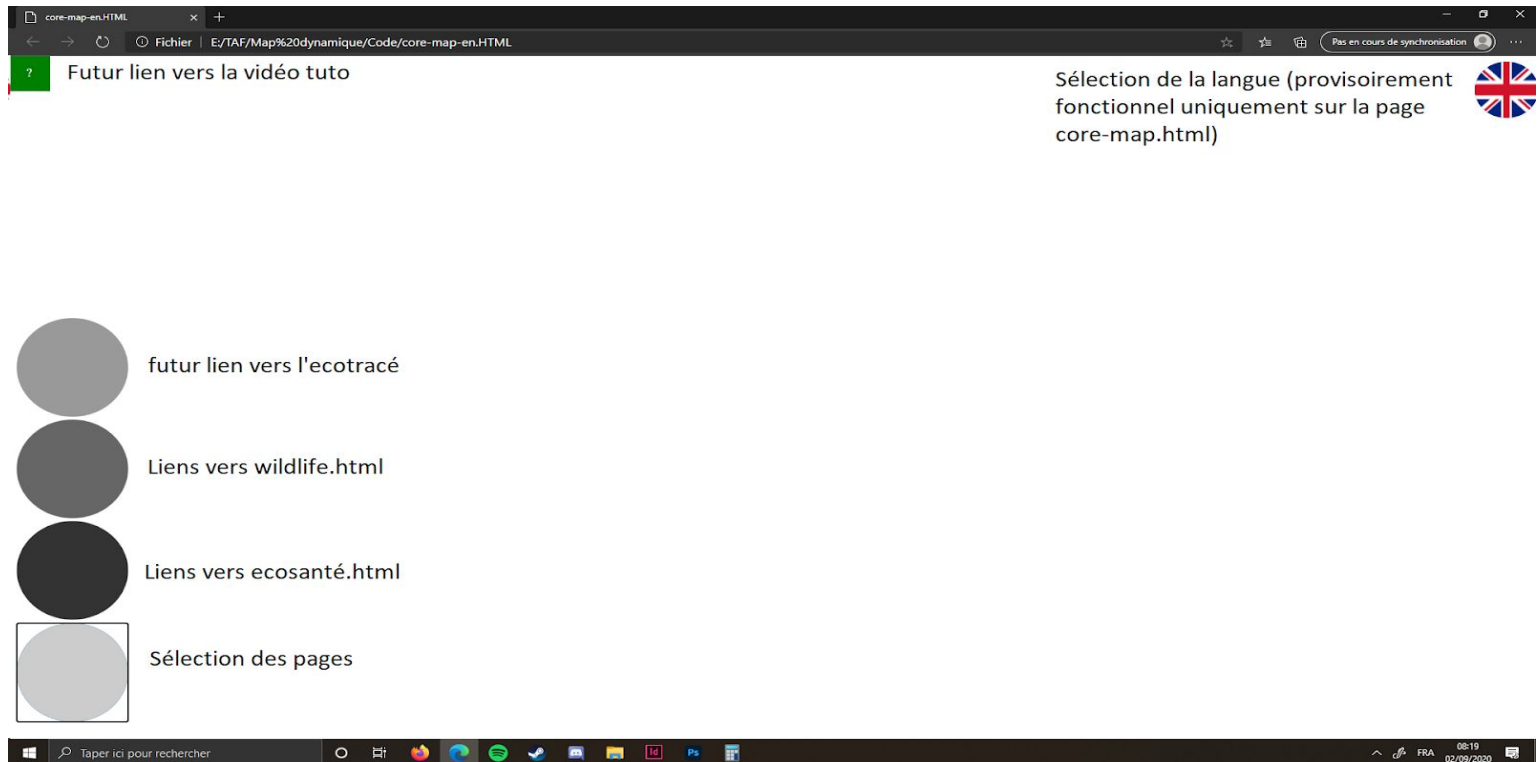 core-map-en.HTML
Fichier | E:/TAF/Map%20dynamique/Code/core-map-en.HTML
Pas en cours de synchronisation
?
Futur lien vers la vidéo tuto
Sélection de la langue (provisoirement
fonctionnel uniquement sur la page
core-map.html)
futur lien vers l'ecotracé
Liens vers wildlife.html
Liens vers ecosanté.html
Sélection des pages
Taper ici pour rechercher
Id
Ps
FRA
08:19
02/09/2020